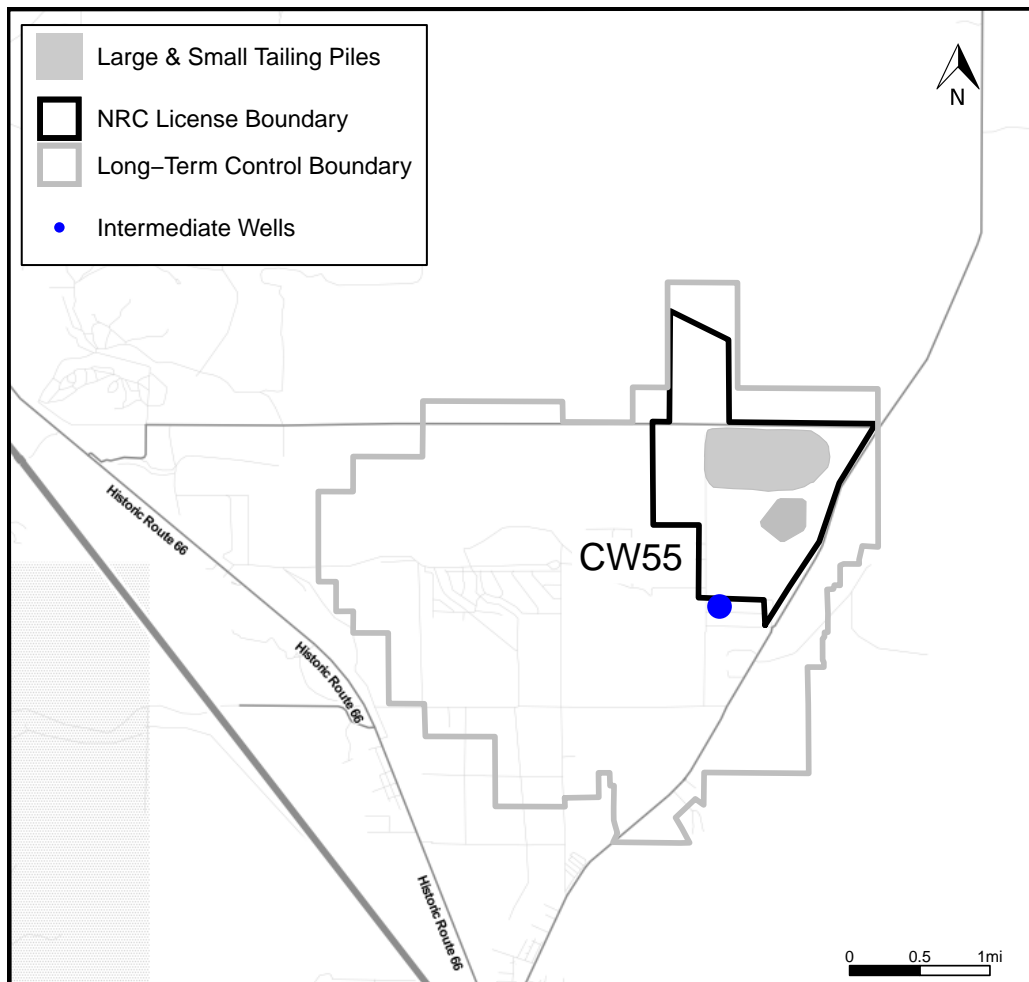 Large & Small Tailing Piles
NRC License Boundary
Long−Term Control Boundary
Intermediate Wells
N
Historic Route 66
CW55
Historic Route 66
Historic Route 66
0 0.5 1mi